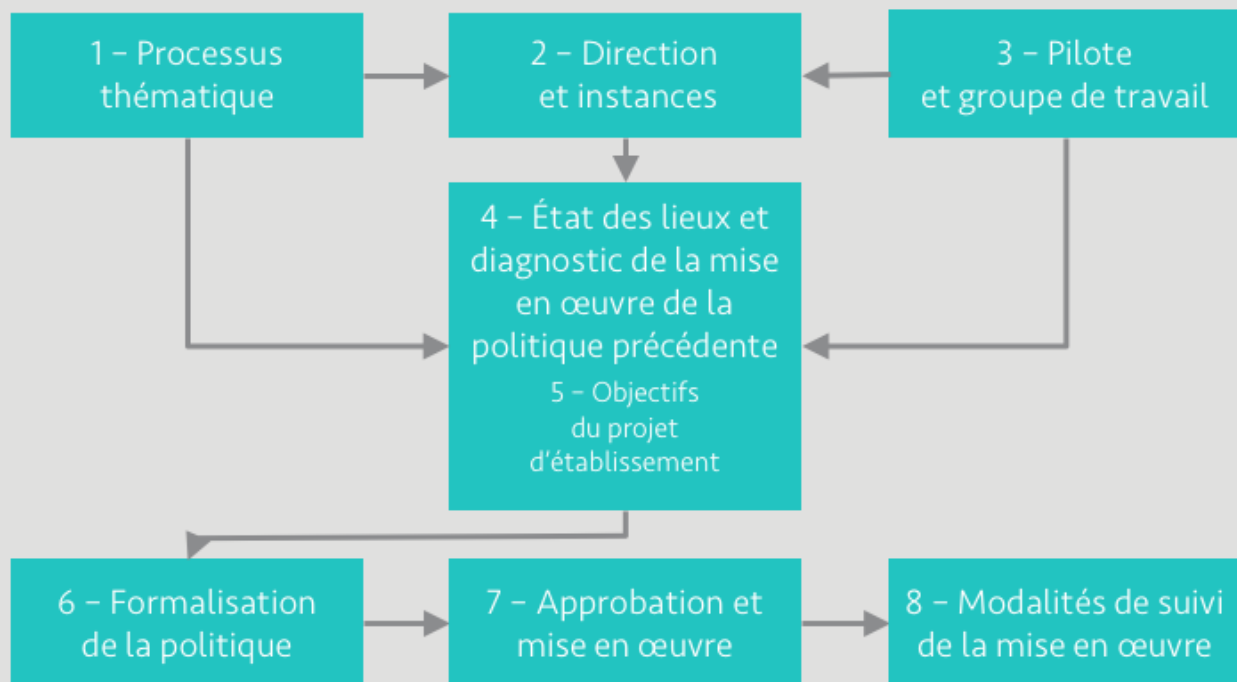 1 – Processus
thématique
2 – Direction
et instances
3 – Pilote
et groupe de travail
4 – État des lieux et
diagnostic de la mise
en œuvre de la
politique précédente
5 – Objectifs
du projet
d’établissement
6 – Formalisation
de la politique
7 – Approbation et
mise en œuvre
8 – Modalités de suivi
de la mise en œuvre